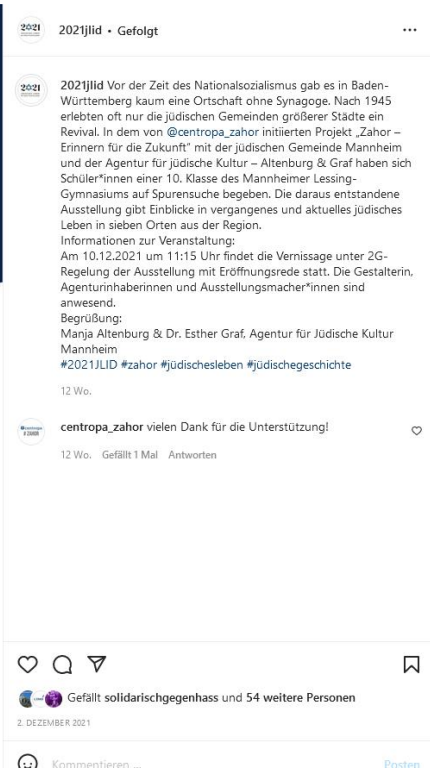 2021jlid • Gefolgt
2021jlid Vor der Zeit des Nationalsozialismus gab es in Baden-
Württemberg kaum eine Ortschaft ohne Synagoge. Nach 1945
erlebten oft nur die jüdischen Gemeinden größerer Städte ein
Revival. In dem von @centropa_zahor initiierten Projekt „Zahor –
Erinnern für die Zukunft“ mit der jüdischen Gemeinde Mannheim
und der Agentur für jüdische Kultur – Altenburg & Graf haben sich
Schüler*innen einer 10. Klasse des Mannheimer Lessing-
Gymnasiums auf Spurensuche begeben. Die daraus entstandene
Ausstellung gibt Einblicke in vergangenes und aktuelles jüdisches
Leben in sieben Orten aus der Region.
Informationen zur Veranstaltung:
Am 10.12.2021 um 11:15 Uhr findet die Vernissage unter 2G-
Regelung der Ausstellung mit Eröffnungsrede statt. Die Gestalterin,
Agenturinhaberinnen und Ausstellungsmacher*innen sind
anwesend.
Begrüßung:
Manja Altenburg & Dr. Esther Graf, Agentur für Jüdische Kultur
Mannheim
#2021JLID #zahor #jüdischesleben #jüdischegeschichte
12 Wo.
centropa_zahor vielen Dank für die Unterstützung!
12 Wo. Gefällt 1 Mal Antworten
Gefällt solidarischgegenhass und 54 weitere Personen
2. DEZEMBER 2021
Kommentieren ...
Posten